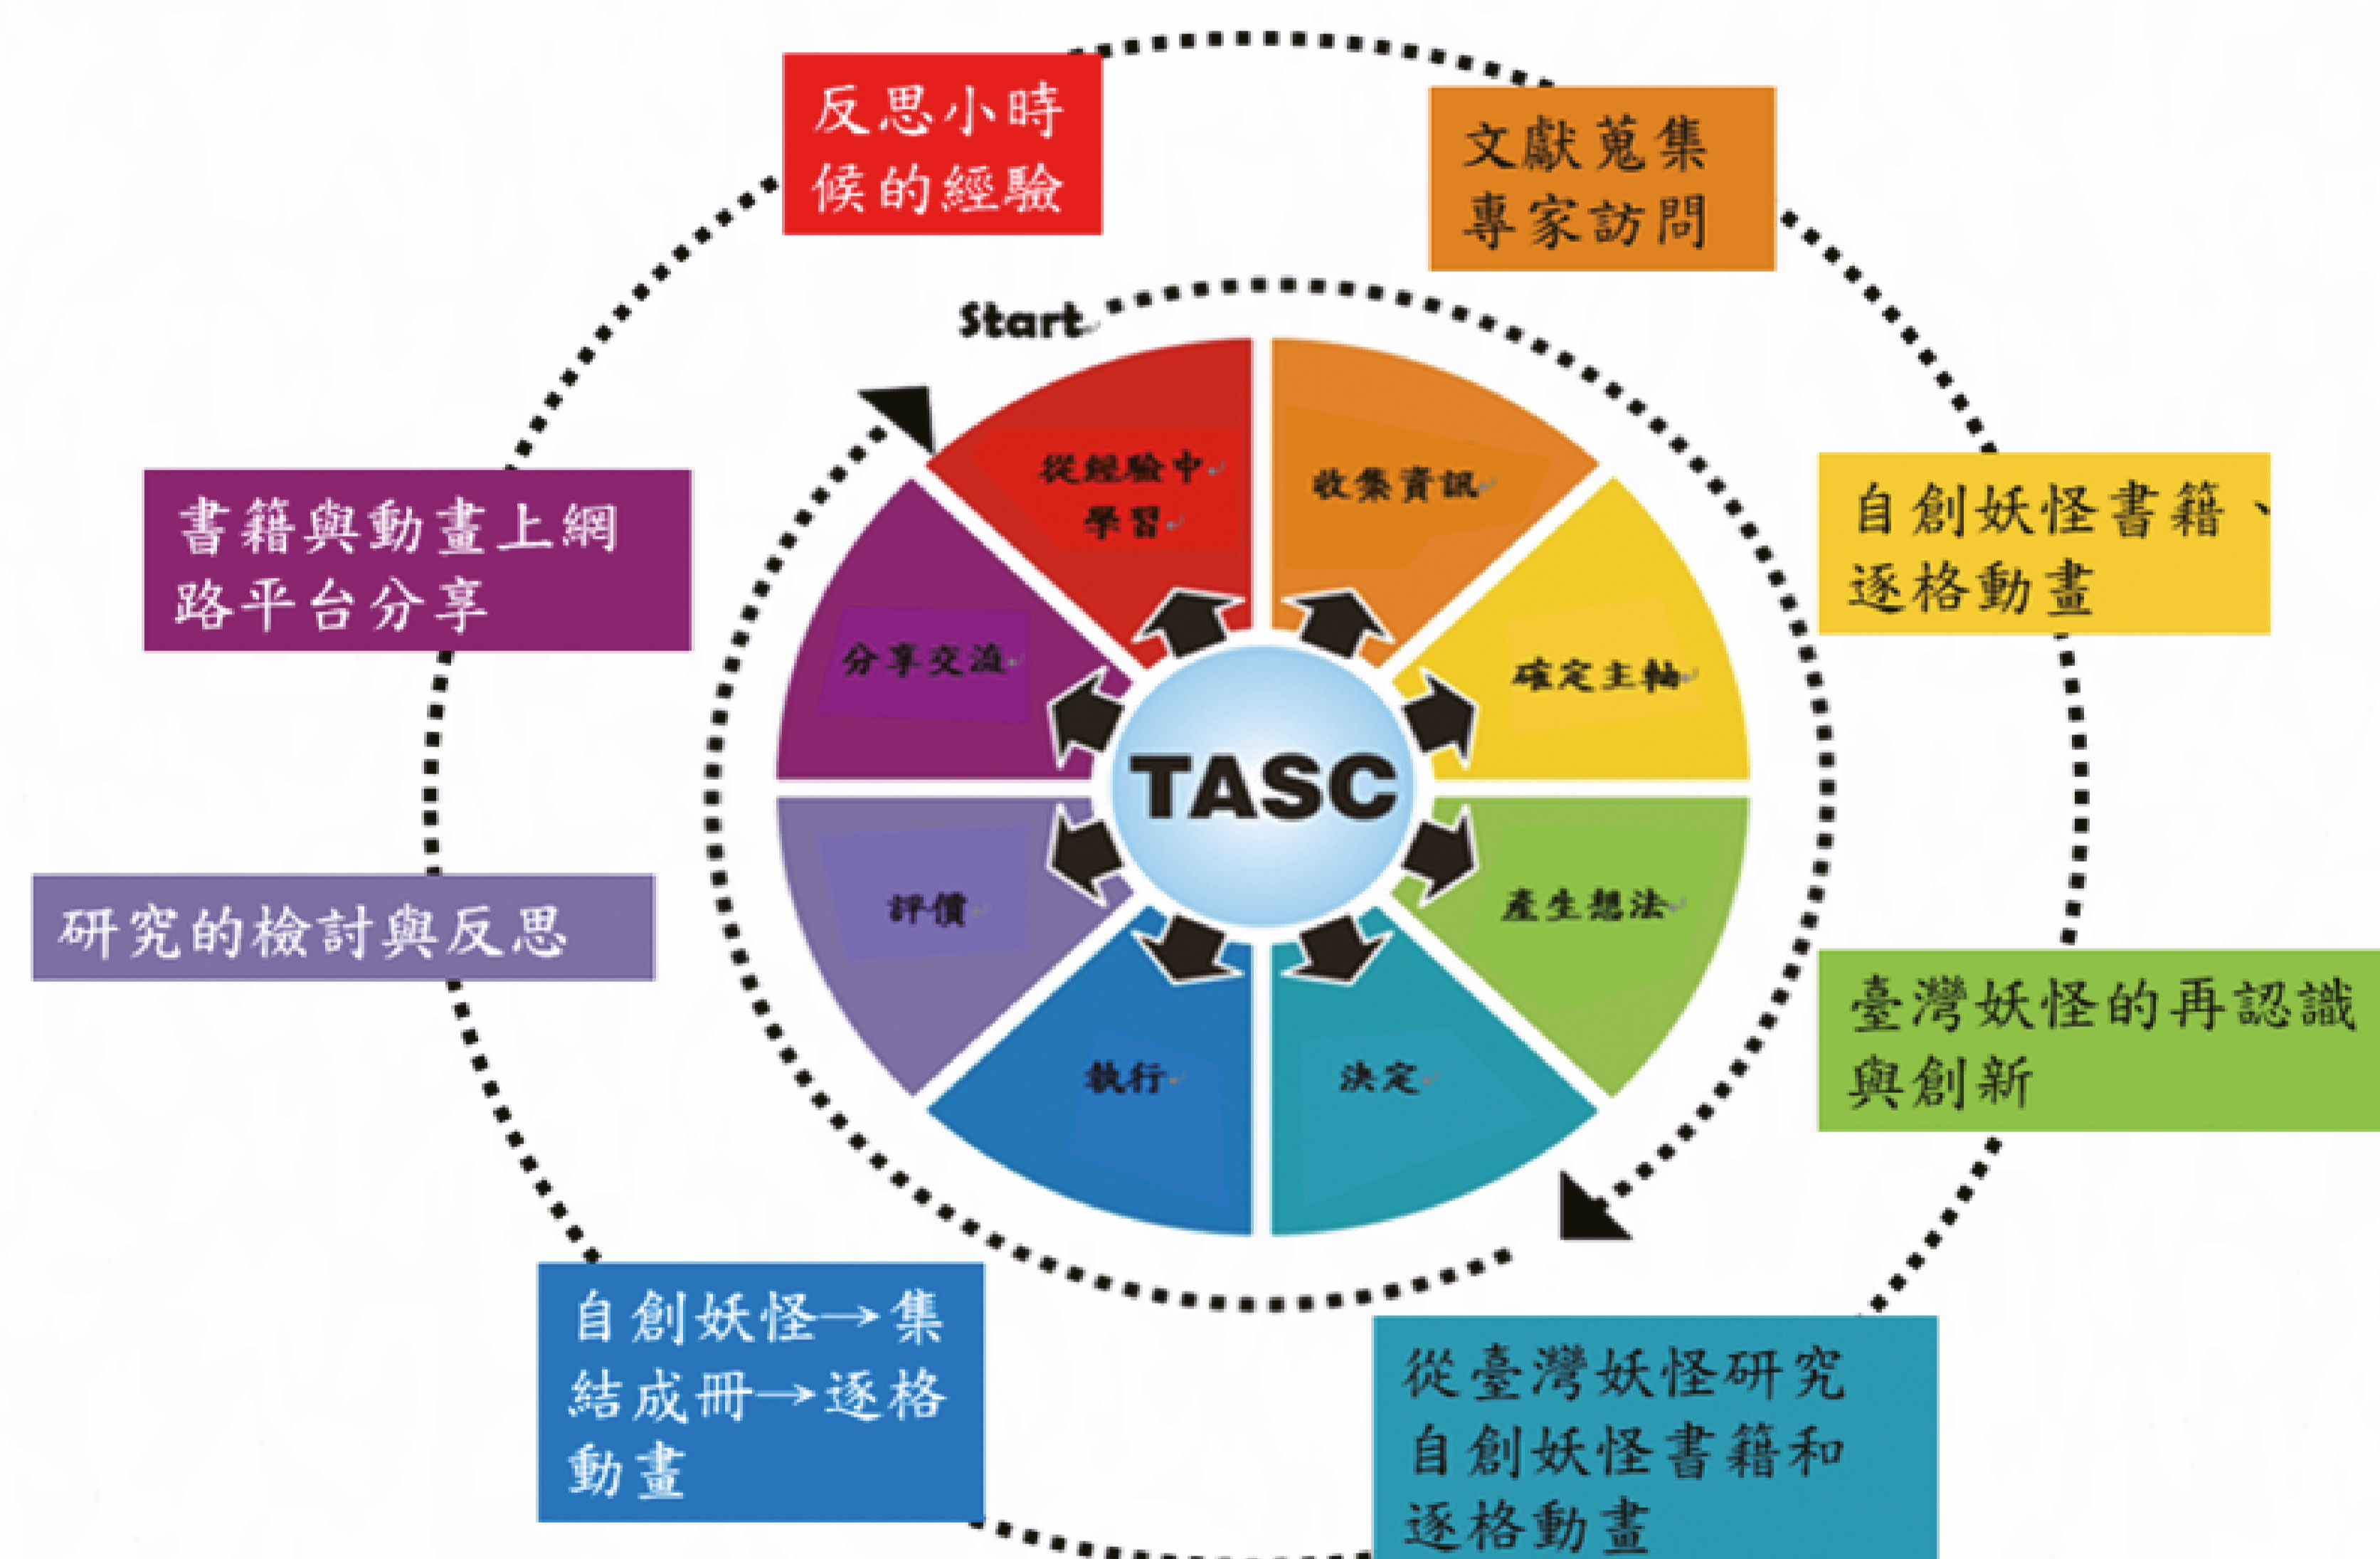 反思小時
候的經驗
文獻蒐集
專家訪問
自創妖怪書籍、
逐格動畫
臺灣妖怪的再認識
與創新
從臺灣妖怪研究
自創妖怪書籍和
逐格動畫
自創妖怪→集
結成冊→逐格
動畫
研究的檢討與反思
書籍與動畫上網
路平台分享
Start
從經驗中
學習
收集資訊
確定主軸
產生想法
決定
執行
評價
分享交流
TASC